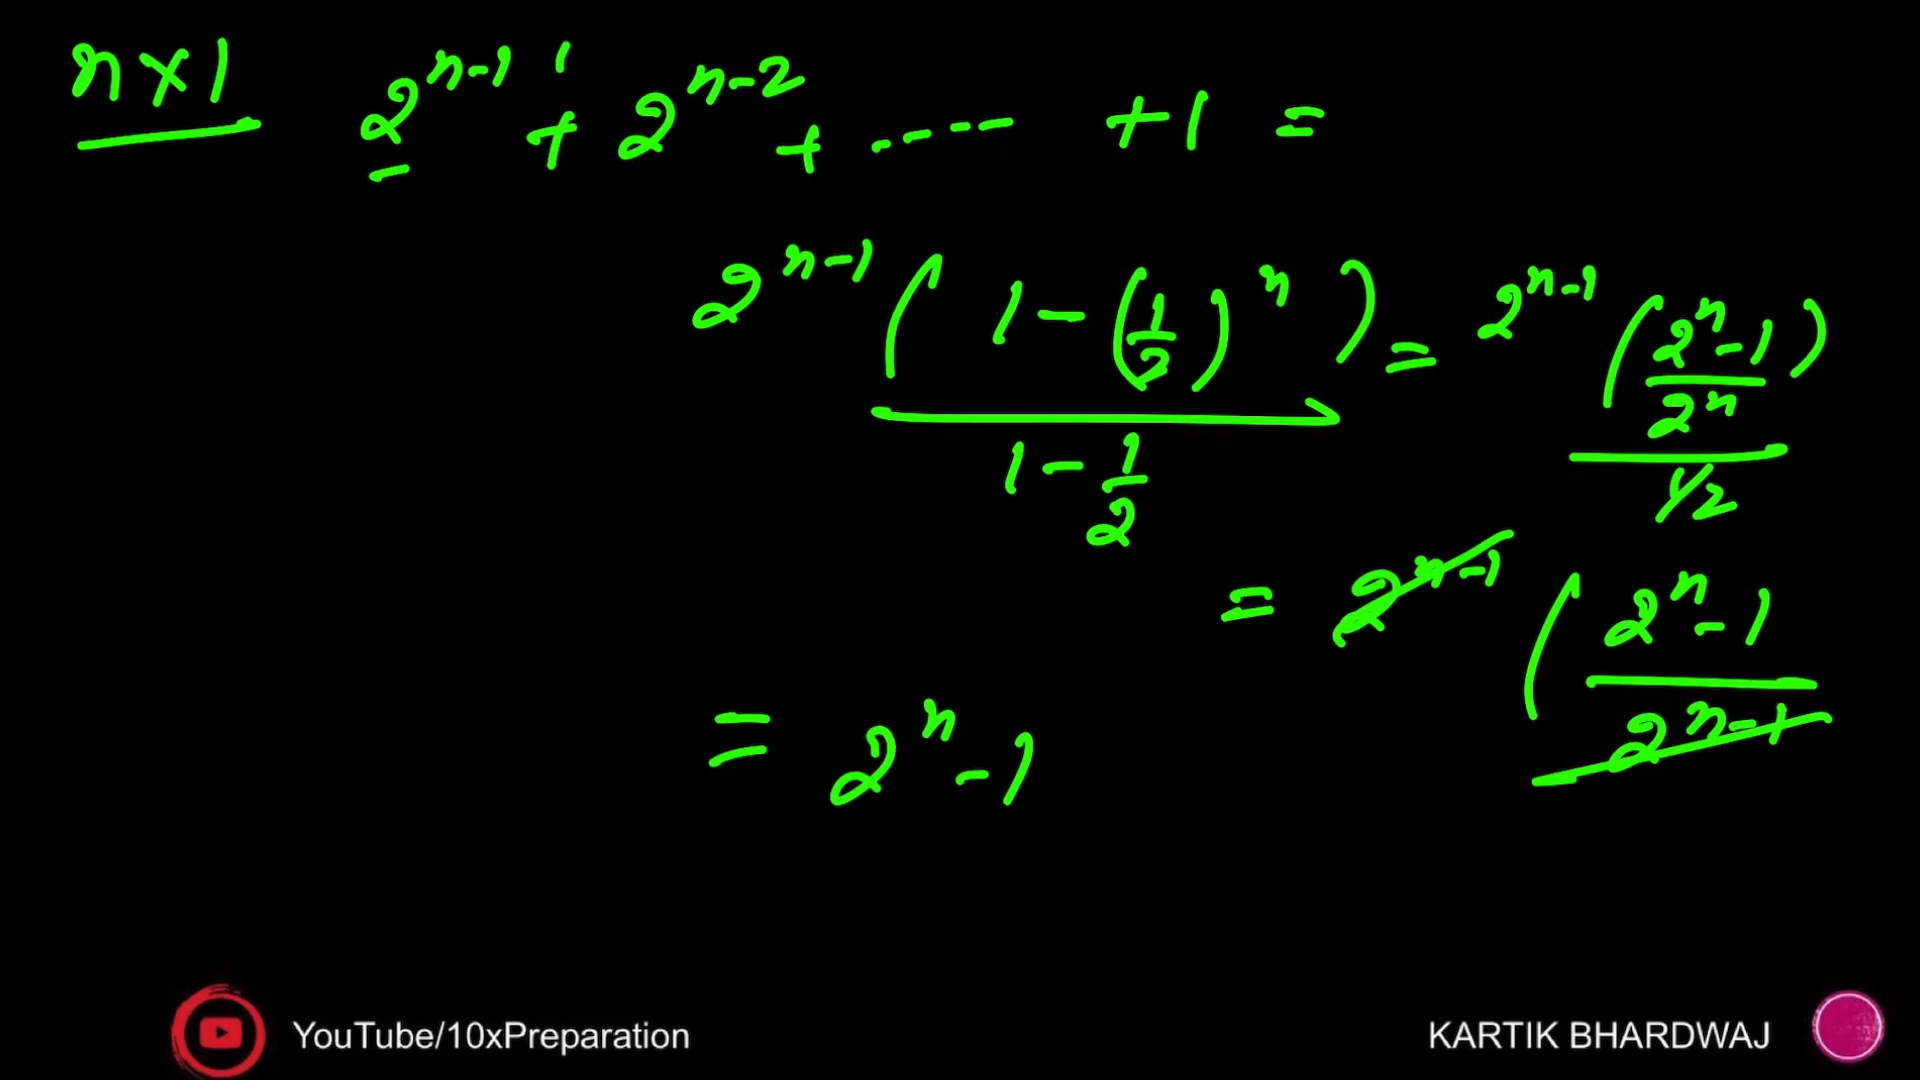 n×1 2^{n-1} + 2^{n-2} + ---- + 1 =
2^{n-1} (1 - (1/2)^n) / (1 - 1/2) = 2^{n-1} ((2^n - 1) / 2^n) / (1/2)
= 2^{n-1} ((2^n - 1) / 2^{n-1}
= 2^n - 1
YouTube/10xPreparation
KARTIK BHARDWAJ